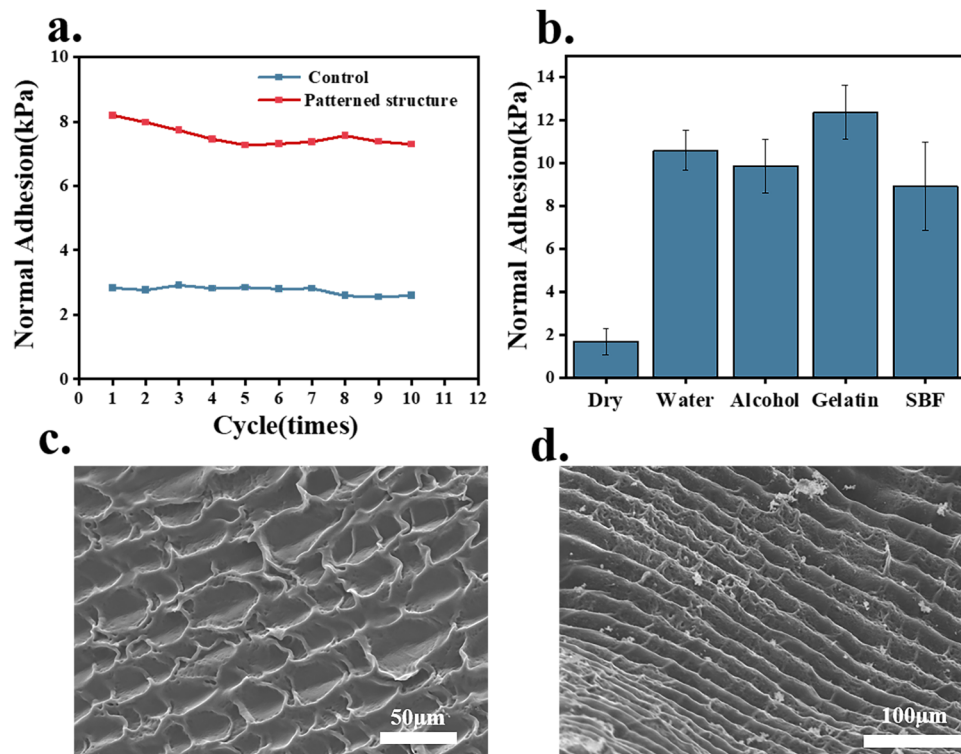 a.
Normal Adhesion(kPa)
10
8
6
4
2
0
Control
Patterned structure
0 1 2 3 4 5 6 7 8 9 10 11 12
Cycle(times)
b.
Normal Adhesion(kPa)
14
12
10
8
6
4
2
0
Dry Water Alcohol Gelatin SBF
c.
50μm
d.
100μm